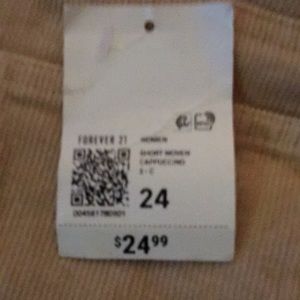 FOREVER 21
WOMEN
SHORT WOVEN
CAPPUCCINO
24
$24.99